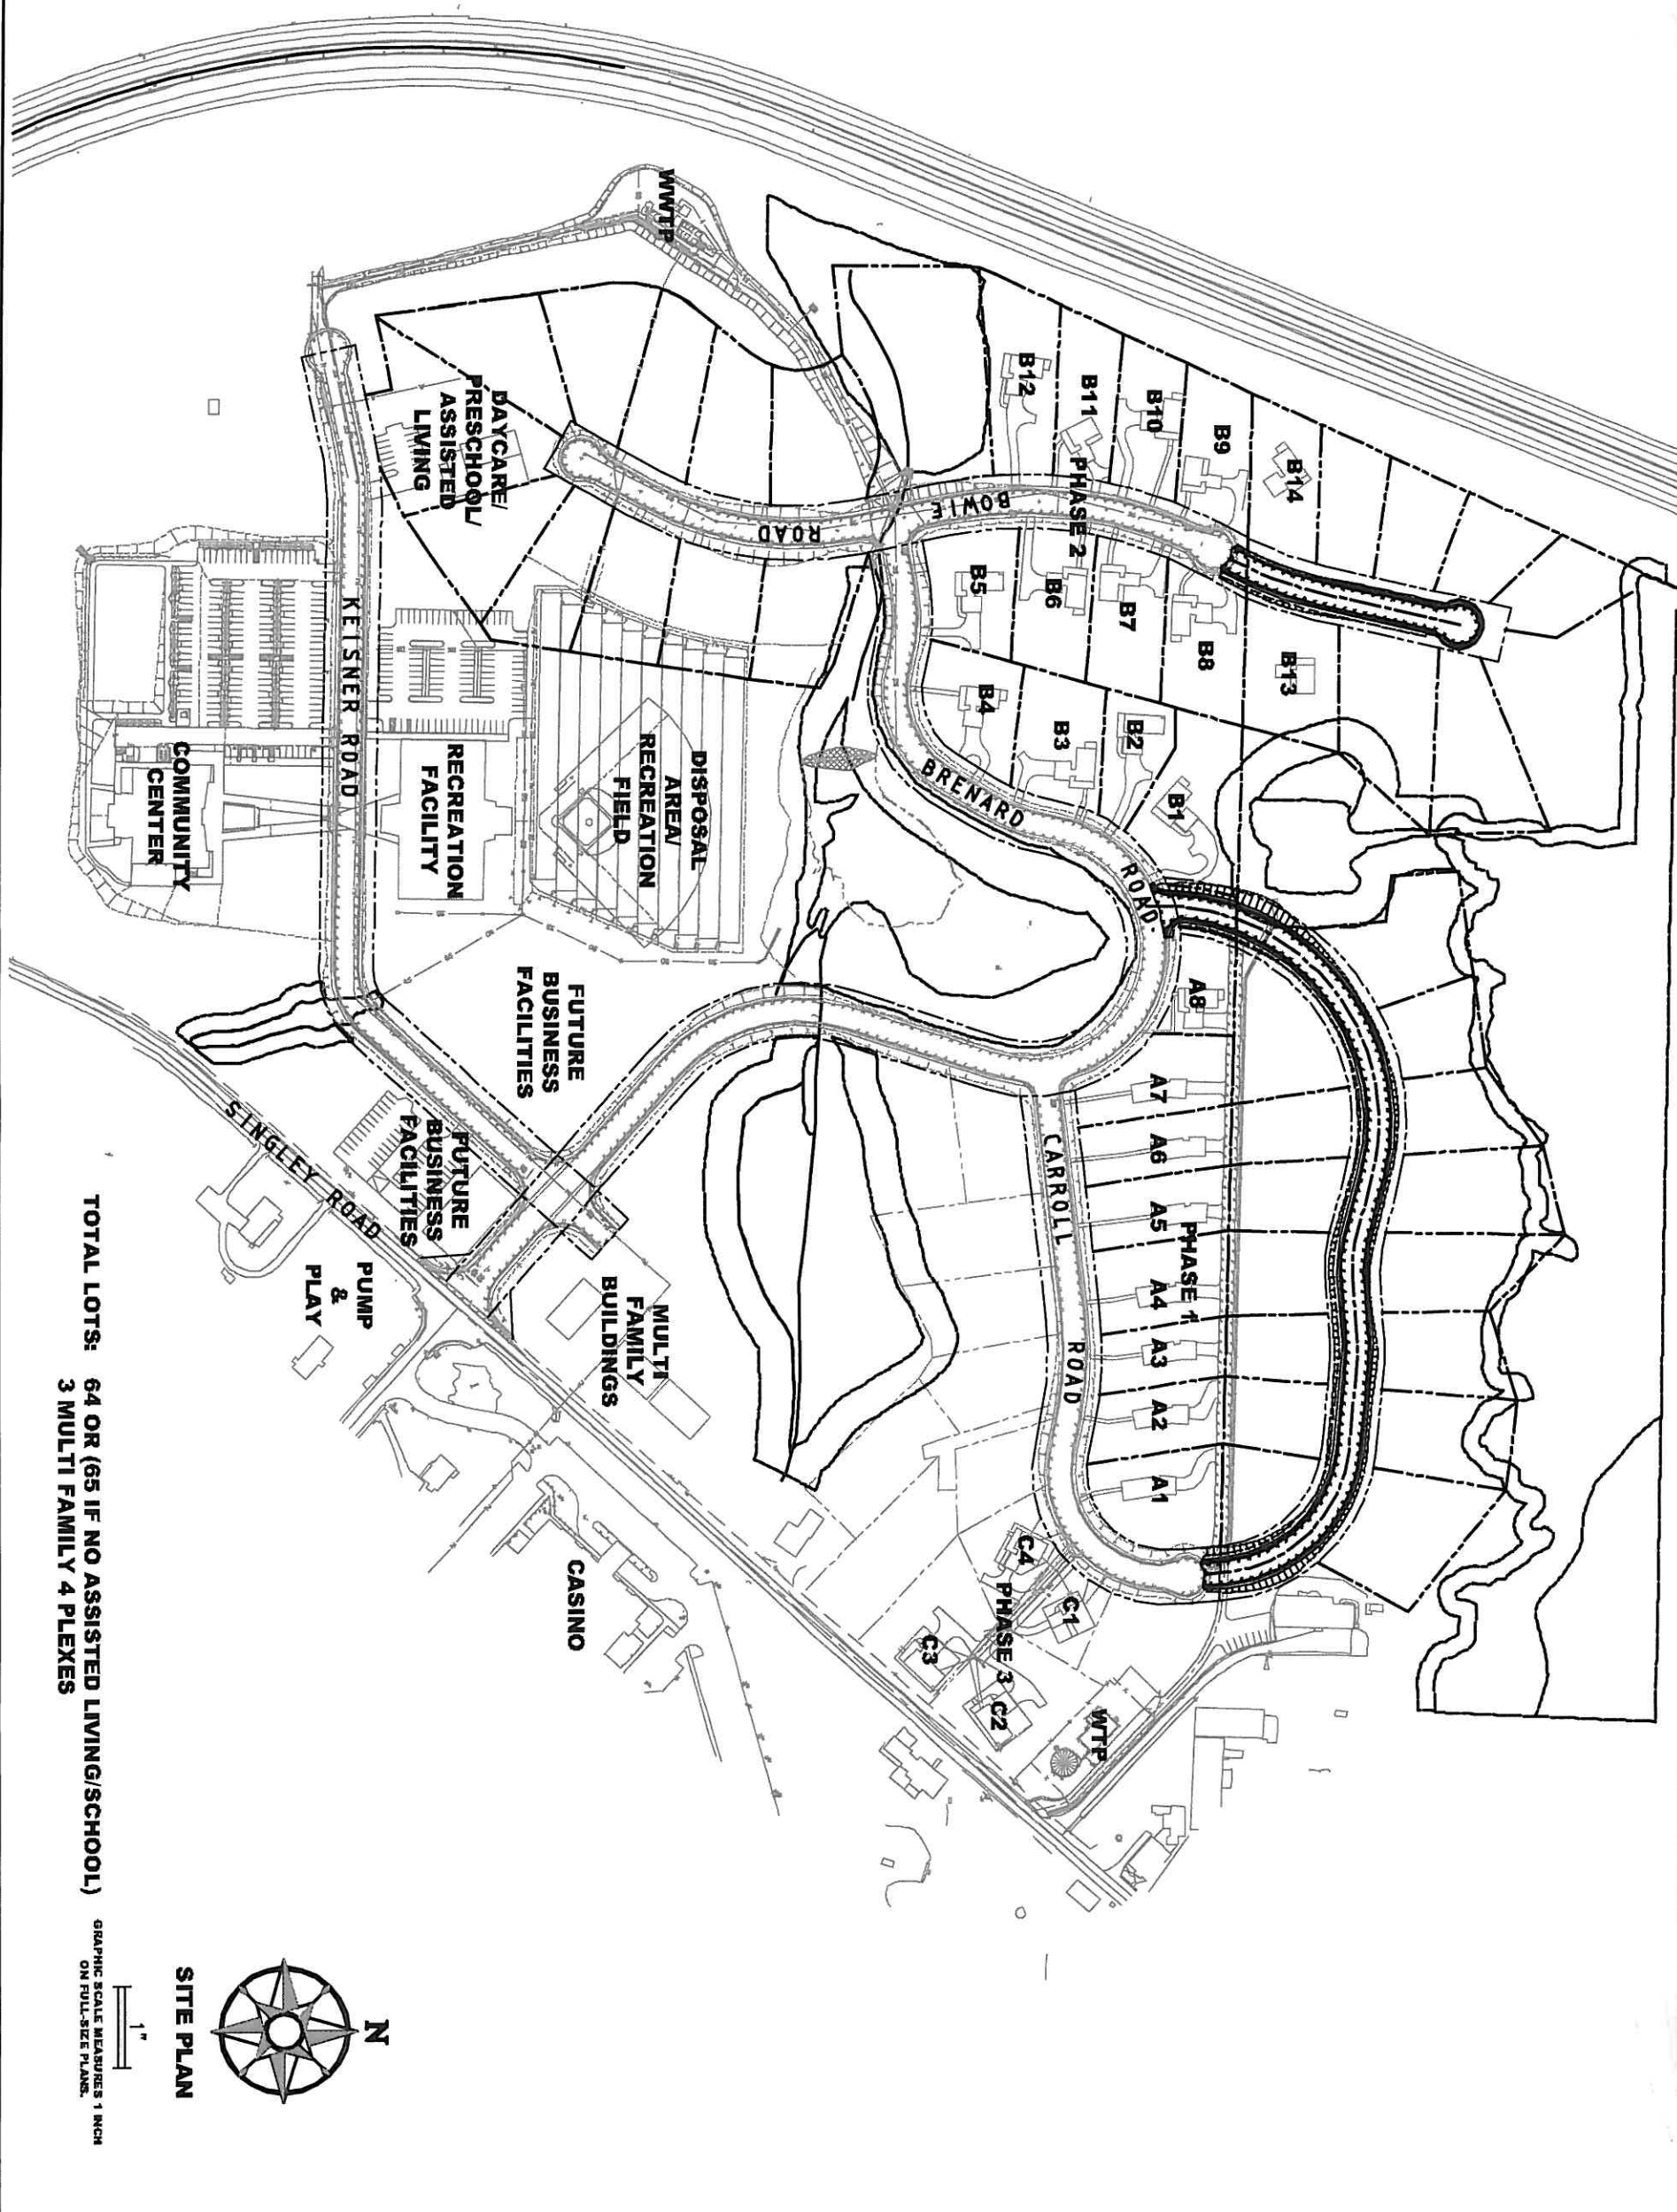 WWTP
B12
B11
B10
B9
B14
PHASE 2
BOWIE
ROAD
B5
B6
B7
B8
B13
B4
B3
B2
B1
BRENARD
ROAD
DAYCARE/
PRESCHOOL/
ASSISTED
LIVING
KEISNER ROAD
COMMUNITY
CENTER
RECREATION
FACILITY
DISPOSAL
AREA/
RECREATION
FIELD
FUTURE
BUSINESS
FACILITIES
FUTURE
BUSINESS
FACILITIES
SINGLEY ROAD
PUMP
&
PLAY
MULTI
FAMILY
BUILDINGS
CASINO
A8
A7
A6
A5
PHASE 1
A4
A3
A2
A1
CARROLL
ROAD
C4
C1
PHASE 3
C3
C2
WTP
TOTAL LOTS: 64 OR (65 IF NO ASSISTED LIVING/SCHOOL)
3 MULTI FAMILY 4 PLEXES
N
SITE PLAN
1"
GRAPHIC SCALE MEASURES 1 INCH
ON FULL-SIZE PLANS.